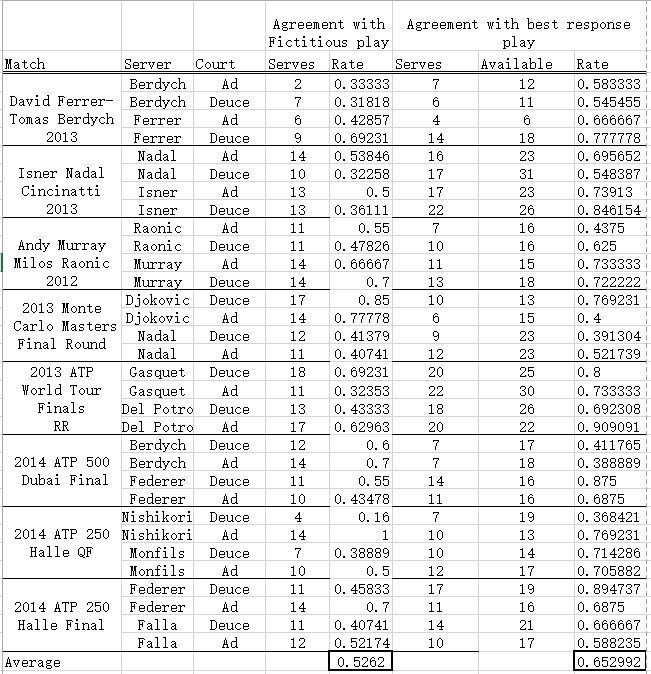 Agreement with Fictitious play Agreement with best response play
Match Server Court Serves Rate Serves Available Rate
David Ferrer-Tomas Berdych 2013
Berdych Ad 2 0.33333 7 12 0.583333
Berdych Deuce 7 0.31818 6 11 0.545455
Ferrer Ad 6 0.42857 4 6 0.666667
Ferrer Deuce 9 0.69231 14 18 0.777778
Isner Nadal Cincinatti 2013
Nadal Ad 14 0.53846 16 23 0.695652
Nadal Deuce 10 0.32258 17 31 0.548387
Isner Ad 13 0.5 17 23 0.73913
Isner Deuce 13 0.36111 22 26 0.846154
Andy Murray Milos Raonic 2012
Raonic Ad 11 0.55 7 16 0.4375
Raonic Deuce 11 0.47826 10 16 0.625
Murray Ad 14 0.66667 11 15 0.733333
Murray Deuce 14 0.7 13 18 0.722222
2013 Monte Carlo Masters Final Round
Djokovic Deuce 17 0.85 10 13 0.769231
Djokovic Ad 14 0.77778 6 15 0.4
Nadal Deuce 12 0.41379 9 23 0.391304
Nadal Ad 11 0.40741 12 23 0.521739
2013 ATP World Tour Finals RR
Gasquet Deuce 18 0.69231 20 25 0.8
Gasquet Ad 11 0.32353 22 30 0.733333
Del Potro Deuce 13 0.43333 18 26 0.692308
Del Potro Ad 17 0.62963 20 22 0.909091
2014 ATP 500 Dubai Final
Berdych Deuce 12 0.6 7 17 0.411765
Berdych Ad 14 0.7 7 18 0.388889
Federer Deuce 11 0.55 14 16 0.875
Federer Ad 10 0.43478 11 16 0.6875
2014 ATP 250 Halle QF
Nishikori Deuce 4 0.16 7 19 0.368421
Nishikori Ad 14 1 10 13 0.769231
Monfils Deuce 7 0.38889 10 14 0.714286
Monfils Ad 10 0.5 12 17 0.705882
2014 ATP 250 Halle Final
Federer Deuce 11 0.45833 17 19 0.894737
Federer Ad 14 0.7 11 16 0.6875
Falla Deuce 11 0.40741 14 21 0.666667
Falla Ad 12 0.52174 10 17 0.588235
Average 0.5262 0.652992